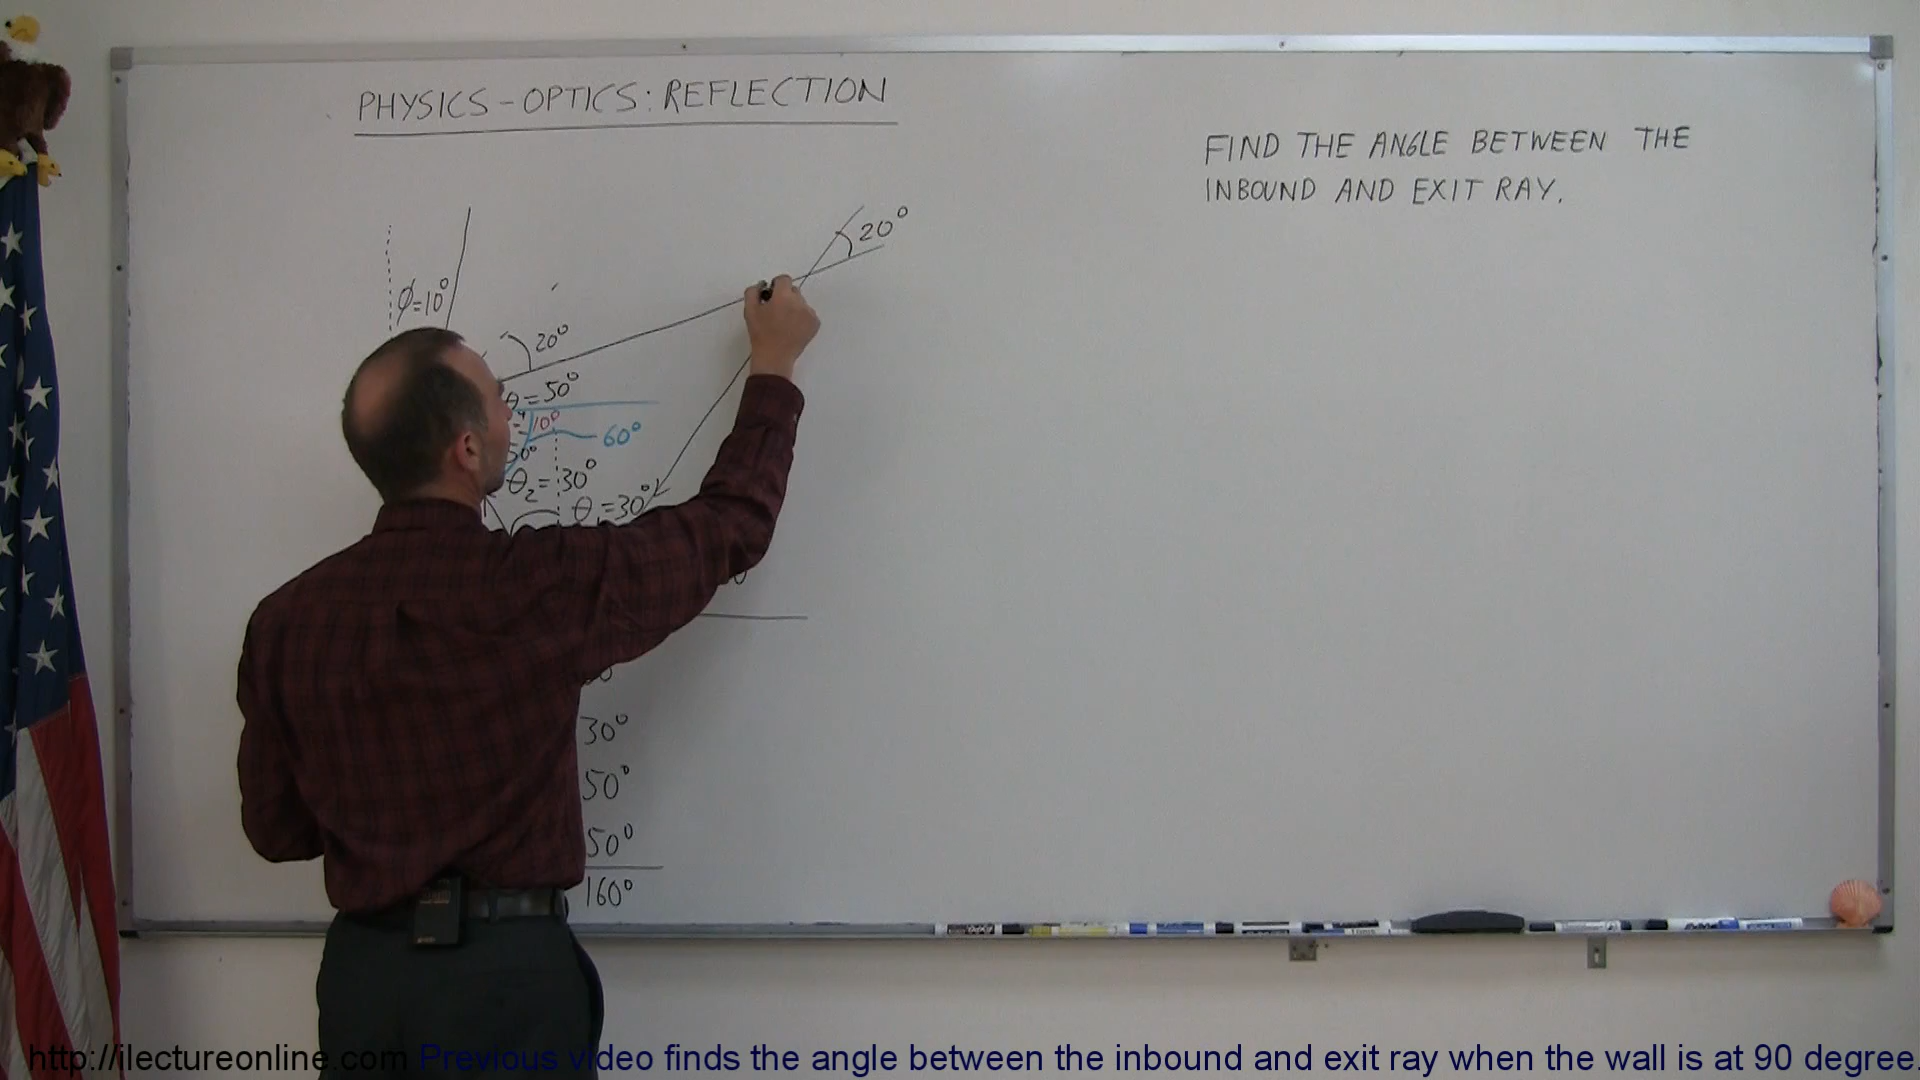 PHYSICS - OPTICS: REFLECTION
FIND THE ANGLE BETWEEN THE
INBOUND AND EXIT RAY.
20°
ϕ=10°
20°
θ = 50°
10°
60°
50°
θ₂ = 30°
θ₁ = 30°
30°
50°
50°
160°
http://ilectureonline.com Previous video finds the angle between the inbound and exit ray when the wall is at 90 degree.